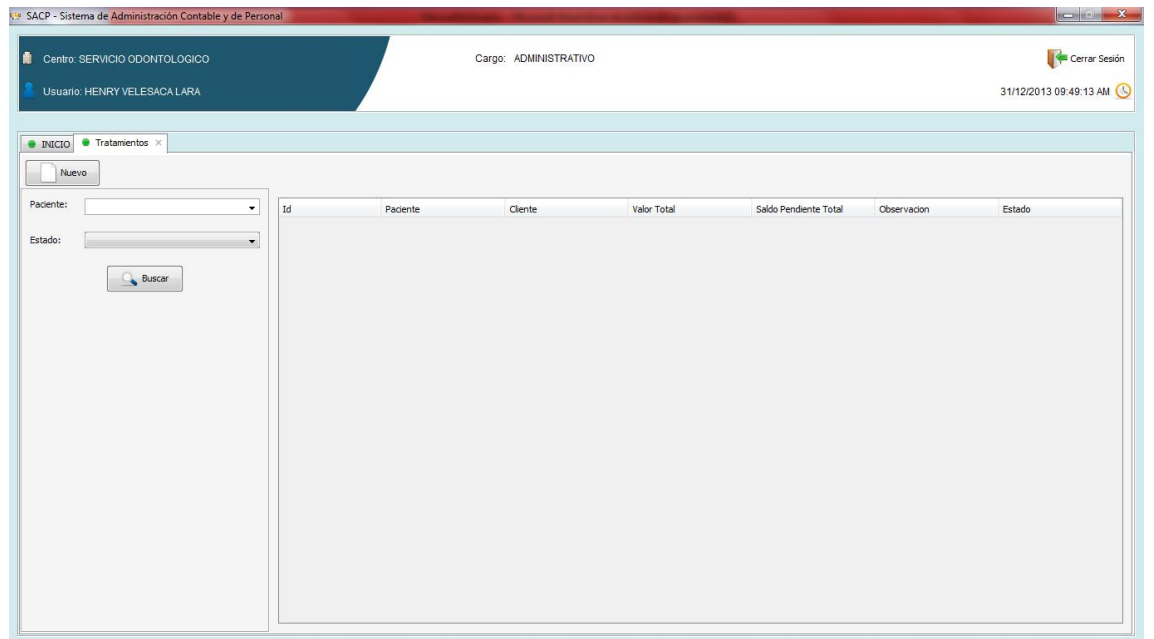 SACP - Sistema de Administración Contable y de Personal
Centro: SERVICIO ODONTOLOGICO
Cargo: ADMINISTRATIVO
Cerrar Sesión
Usuario: HENRY VELESACA LARA
31/12/2013 09:49:13 AM
INICIO
Tratamientos
Nuevo
Paciente:
Estado:
Buscar
Id Paciente Cliente Valor Total Saldo Pendiente Total Observacion Estado